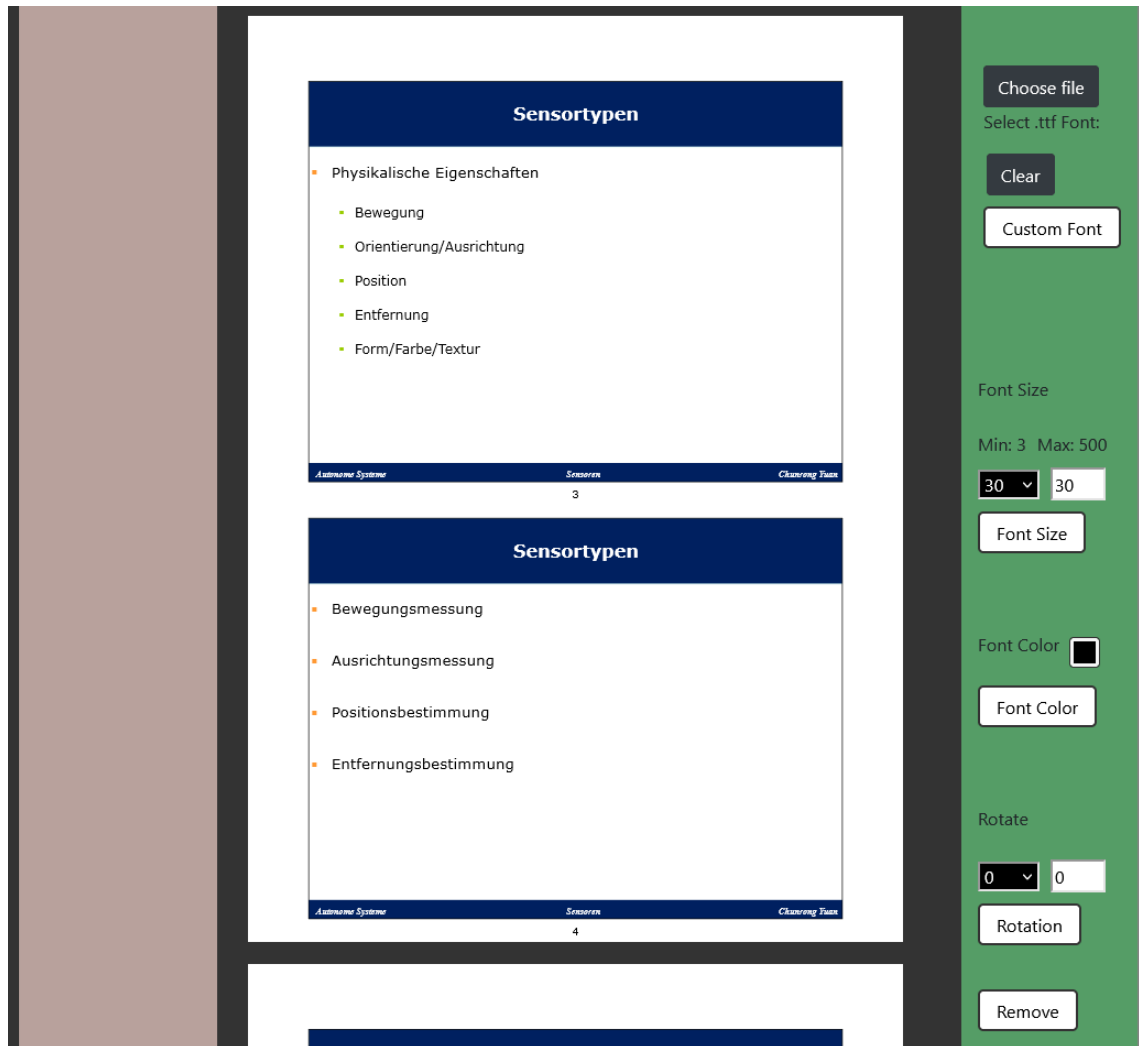 Sensortypen
Physikalische Eigenschaften
Bewegung
Orientierung/Ausrichtung
Position
Entfernung
Form/Farbe/Textur
Autonome Systeme Sensoren Chunrong Yuan
3
Sensortypen
Bewegungsmessung
Ausrichtungsmessung
Positionsbestimmung
Entfernungsbestimmung
Autonome Systeme Sensoren Chunrong Yuan
4
Choose file
Select .ttf Font:
Clear
Custom Font
Font Size
Min: 3 Max: 500
30 30
Font Size
Font Color
Font Color
Rotate
0 0
Rotation
Remove